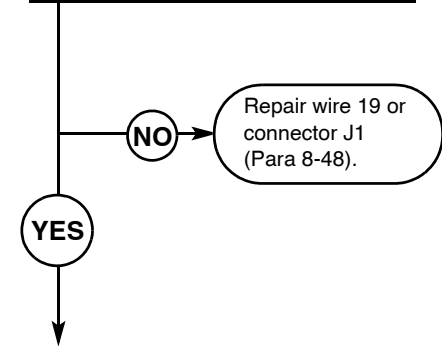 NO
Repair wire 19 or
connector J1
(Para 8-48).
YES